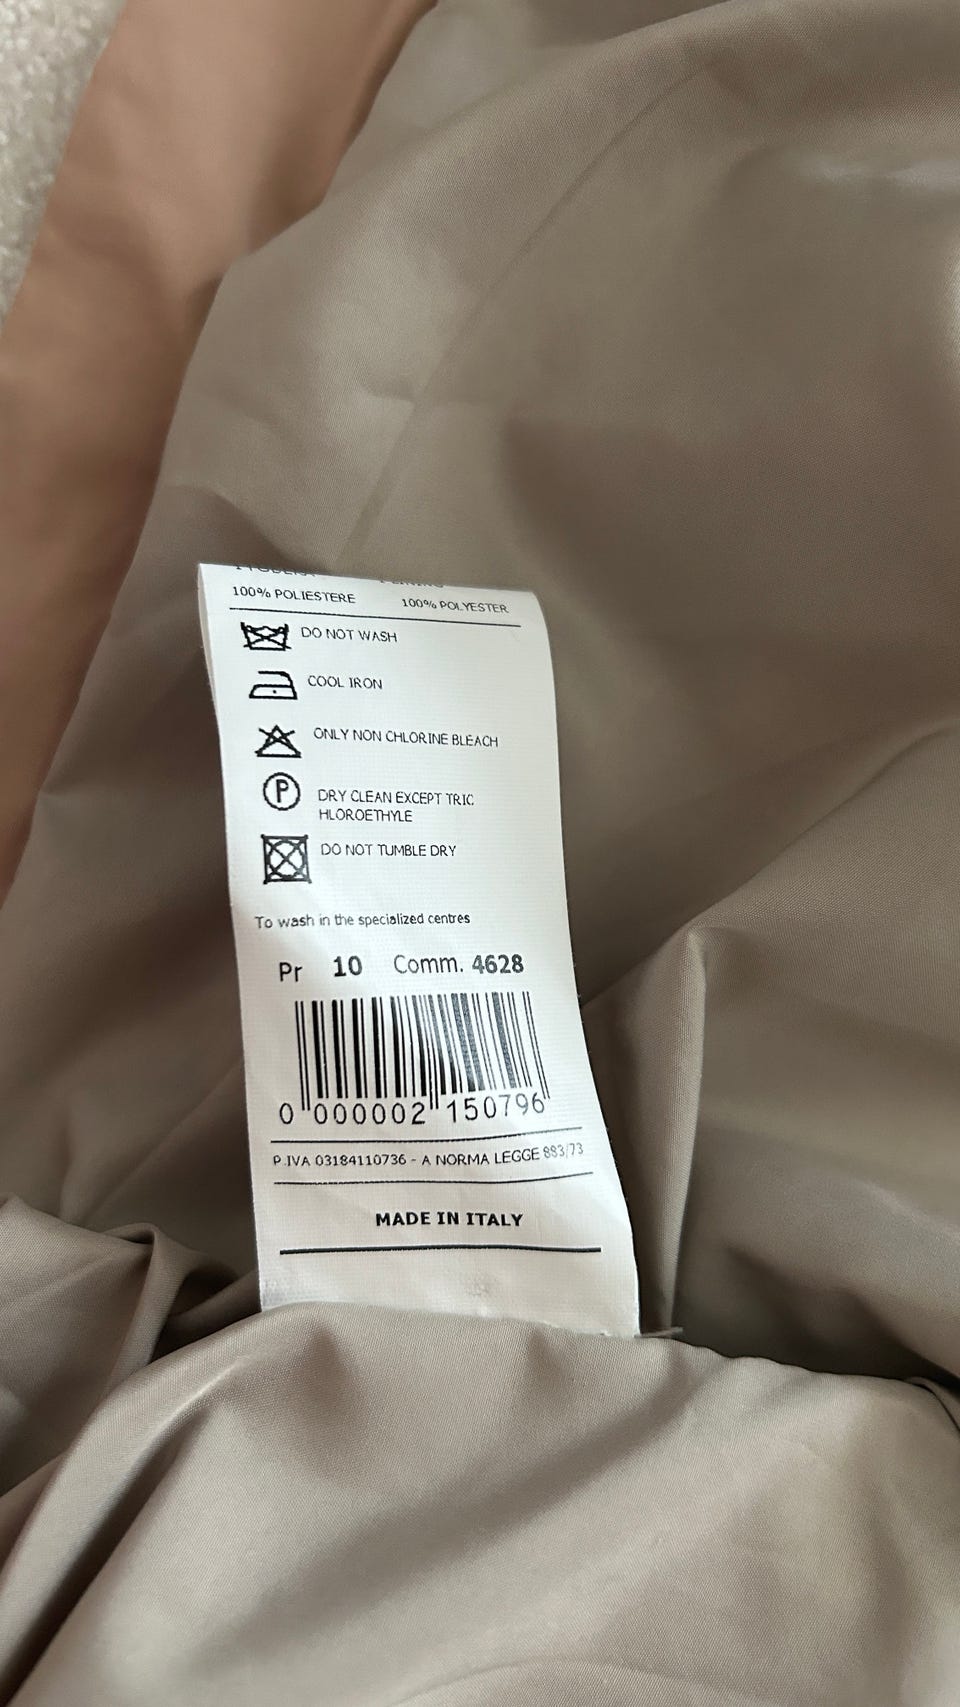 100% POLIESTERE 100% POLYESTER
DO NOT WASH
COOL IRON
ONLY NON CHLORINE BLEACH
P
DRY CLEAN EXCEPT TRIC
HLOROETHYLE
DO NOT TUMBLE DRY
To wash in the specialized centres
Pr 10 Comm. 4628
0 000002 150796
P.IVA 03184110736 - A NORMA LEGGE 883/73
MADE IN ITALY